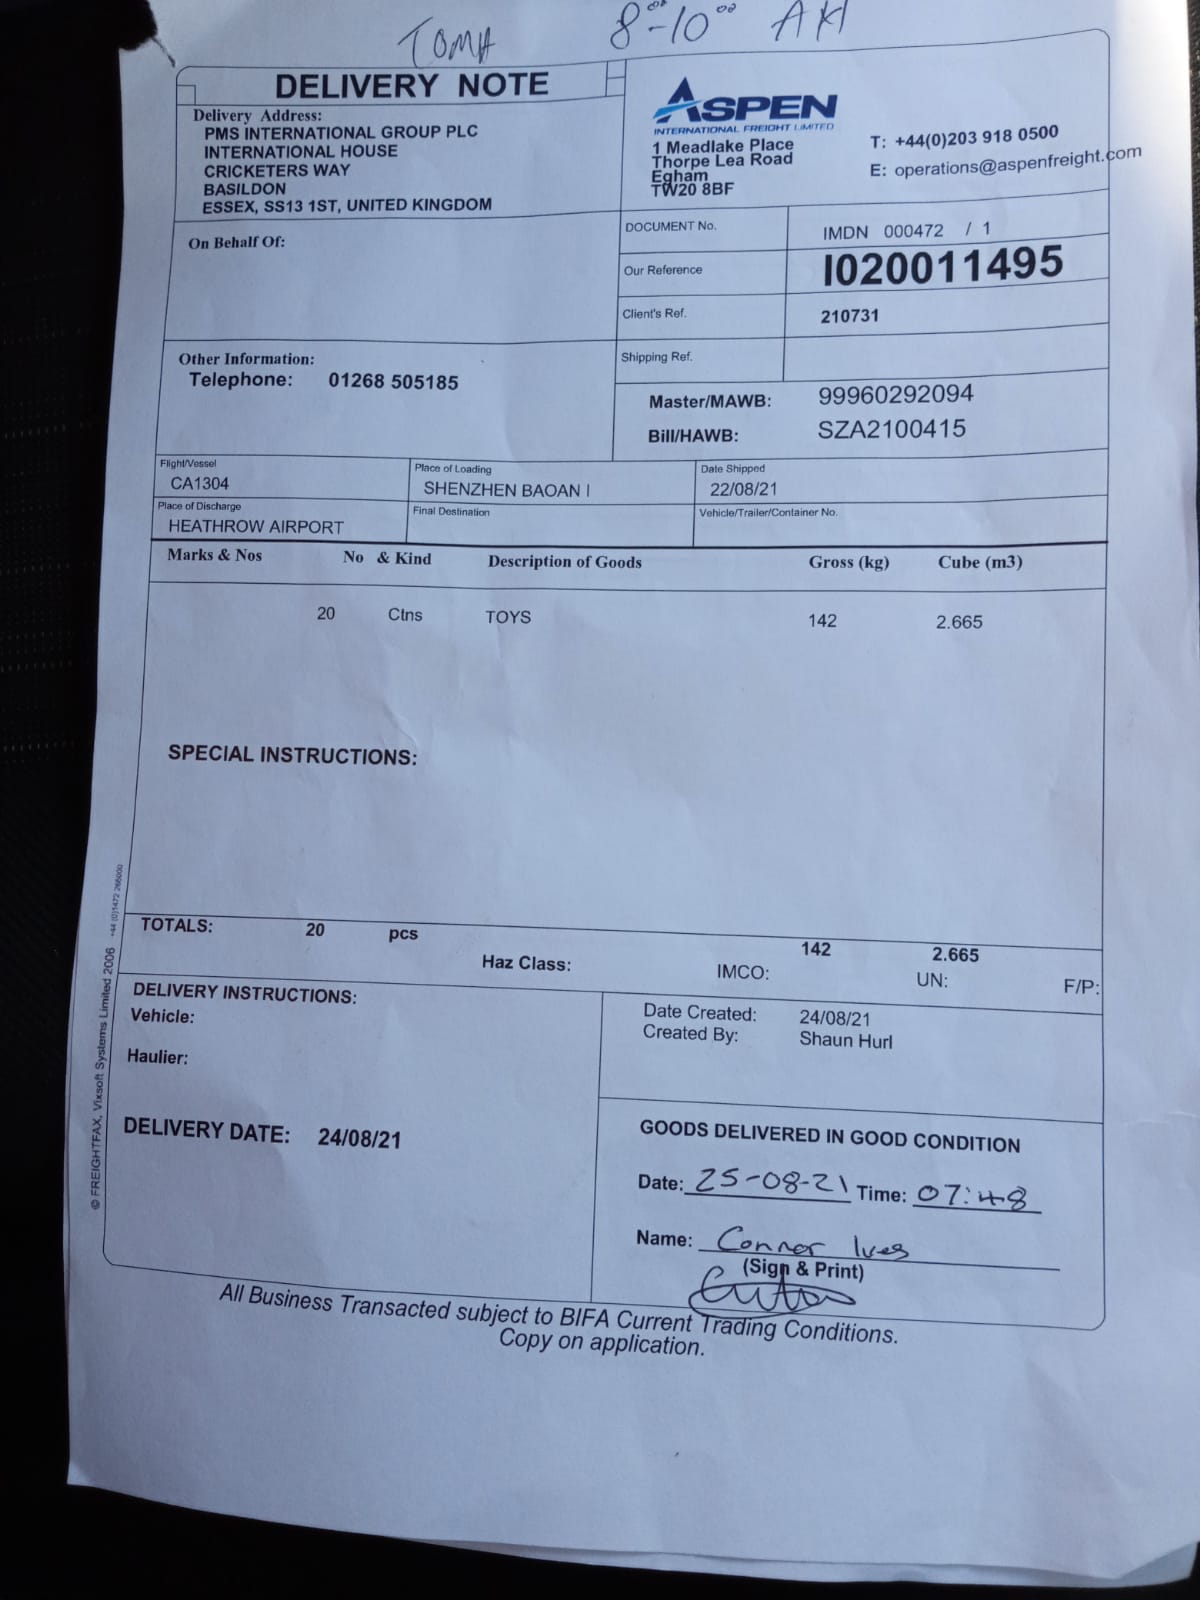 TOMA 8⁰⁰-10⁰⁰ AM
DELIVERY NOTE
Delivery Address:
PMS INTERNATIONAL GROUP PLC
INTERNATIONAL HOUSE
CRICKETERS WAY
BASILDON
ESSEX, SS13 1ST, UNITED KINGDOM
ASPEN
INTERNATIONAL FREIGHT LIMITED
1 Meadlake Place
Thorpe Lea Road
Egham
TW20 8BF
T: +44(0)203 918 0500
E: operations@aspenfreight.com
On Behalf Of:
DOCUMENT No. IMDN 000472 / 1
Our Reference I020011495
Client's Ref. 210731
Shipping Ref.
Other Information:
Telephone: 01268 505185
Master/MAWB: 99960292094
Bill/HAWB: SZA2100415
Flight/Vessel Place of Loading Date Shipped
CA1304 SHENZHEN BAOAN I 22/08/21
Place of Discharge Final Destination Vehicle/Trailer/Container No.
HEATHROW AIRPORT
Marks & Nos No & Kind Description of Goods Gross (kg) Cube (m3)
20 Ctns TOYS 142 2.665
SPECIAL INSTRUCTIONS:
TOTALS: 20 pcs 142 2.665
Haz Class: IMCO: UN: F/P:
DELIVERY INSTRUCTIONS:
Vehicle:
Haulier:
DELIVERY DATE: 24/08/21
Date Created: 24/08/21
Created By: Shaun Hurl
GOODS DELIVERED IN GOOD CONDITION
Date: 25-08-21 Time: 07:48
Name: Connor Ives
(Sign & Print)
All Business Transacted subject to BIFA Current Trading Conditions.
Copy on application.
© FREIGHTFAX, Vixsoft Systems Limited 2006 +44 (0)1472 266000